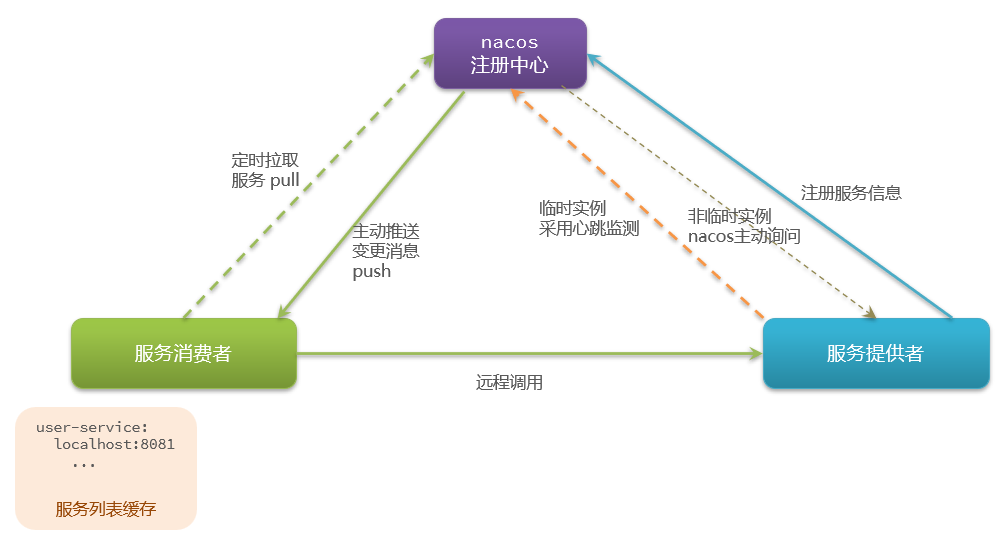 nacos
注册中心
定时拉取
服务 pull
主动推送
变更消息
push
临时实例
采用心跳监测
非临时实例
nacos主动询问
注册服务信息
服务消费者
服务提供者
远程调用
user-service:
localhost:8081
...
服务列表缓存